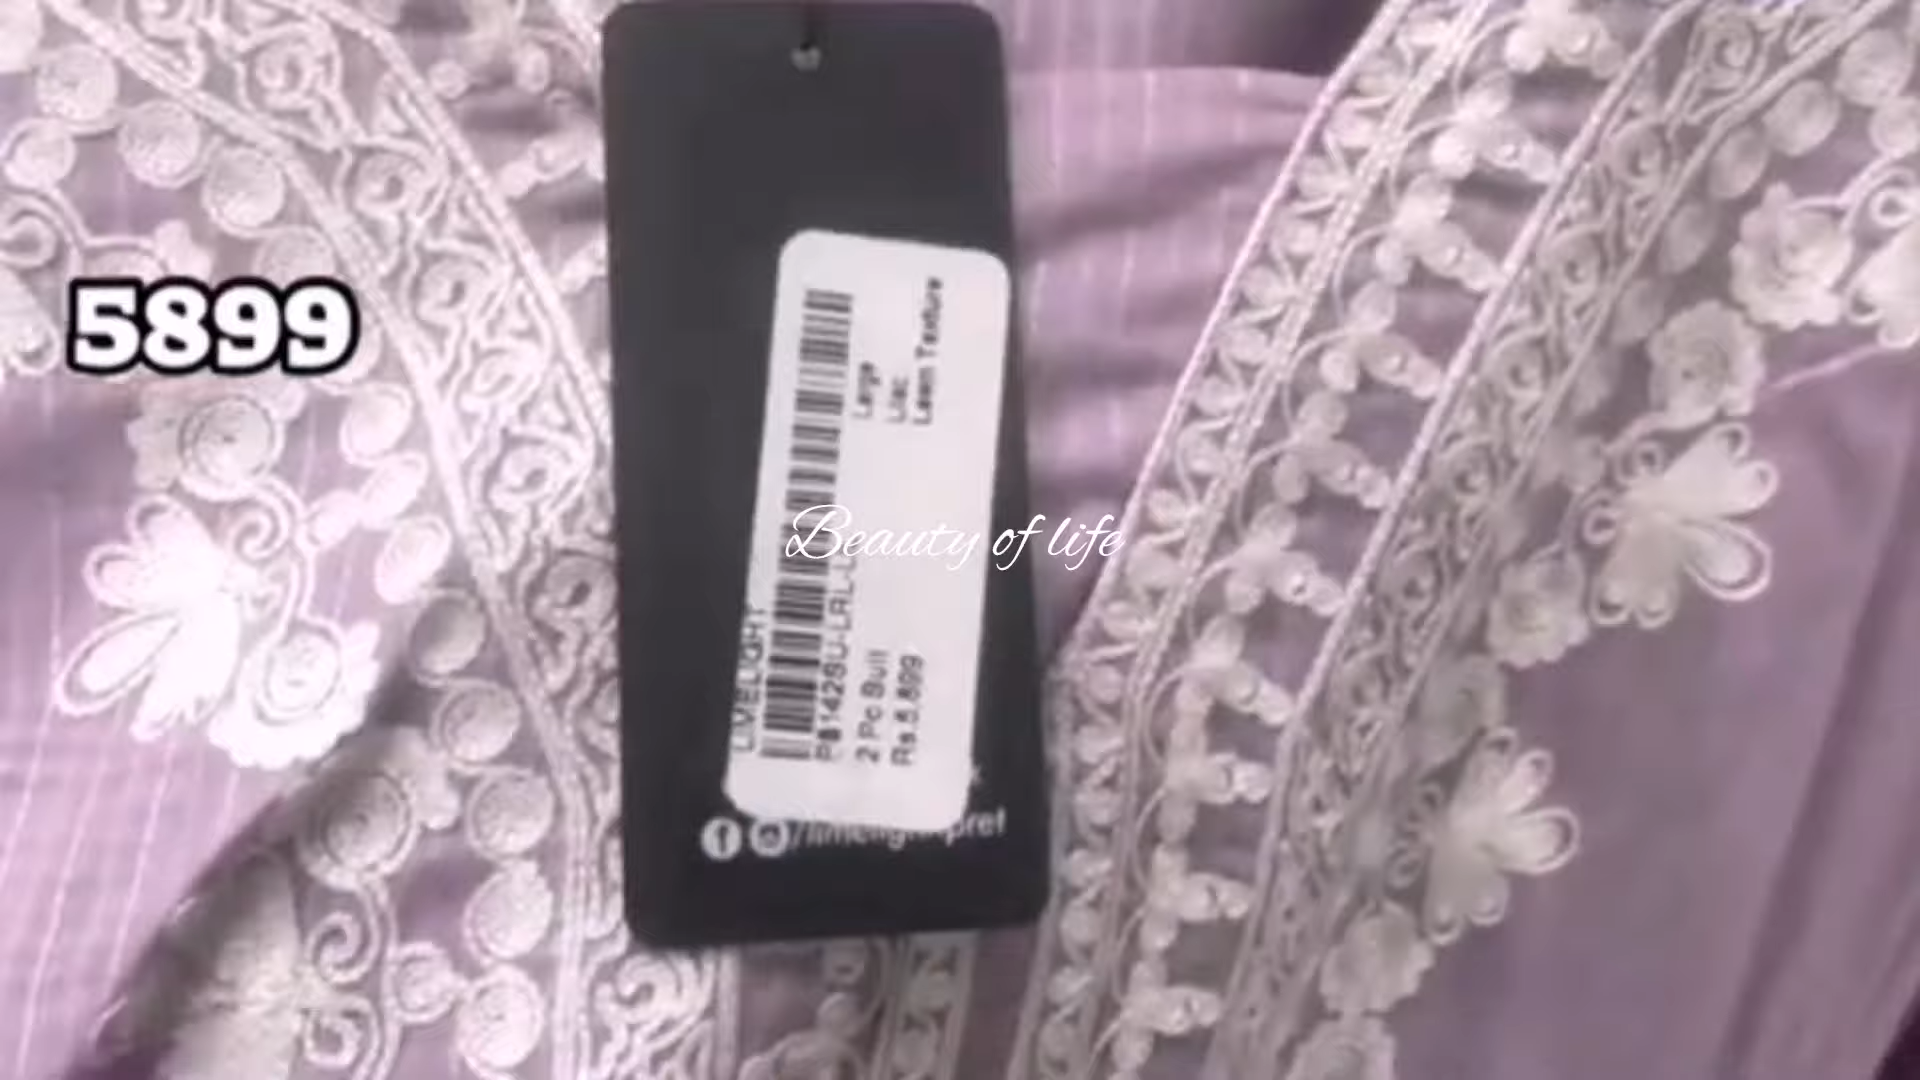 5899
LIMELIGHT
2 Pc Suit
Rs.5,899
Large
Lilac
Lawn Texture
Beauty of life